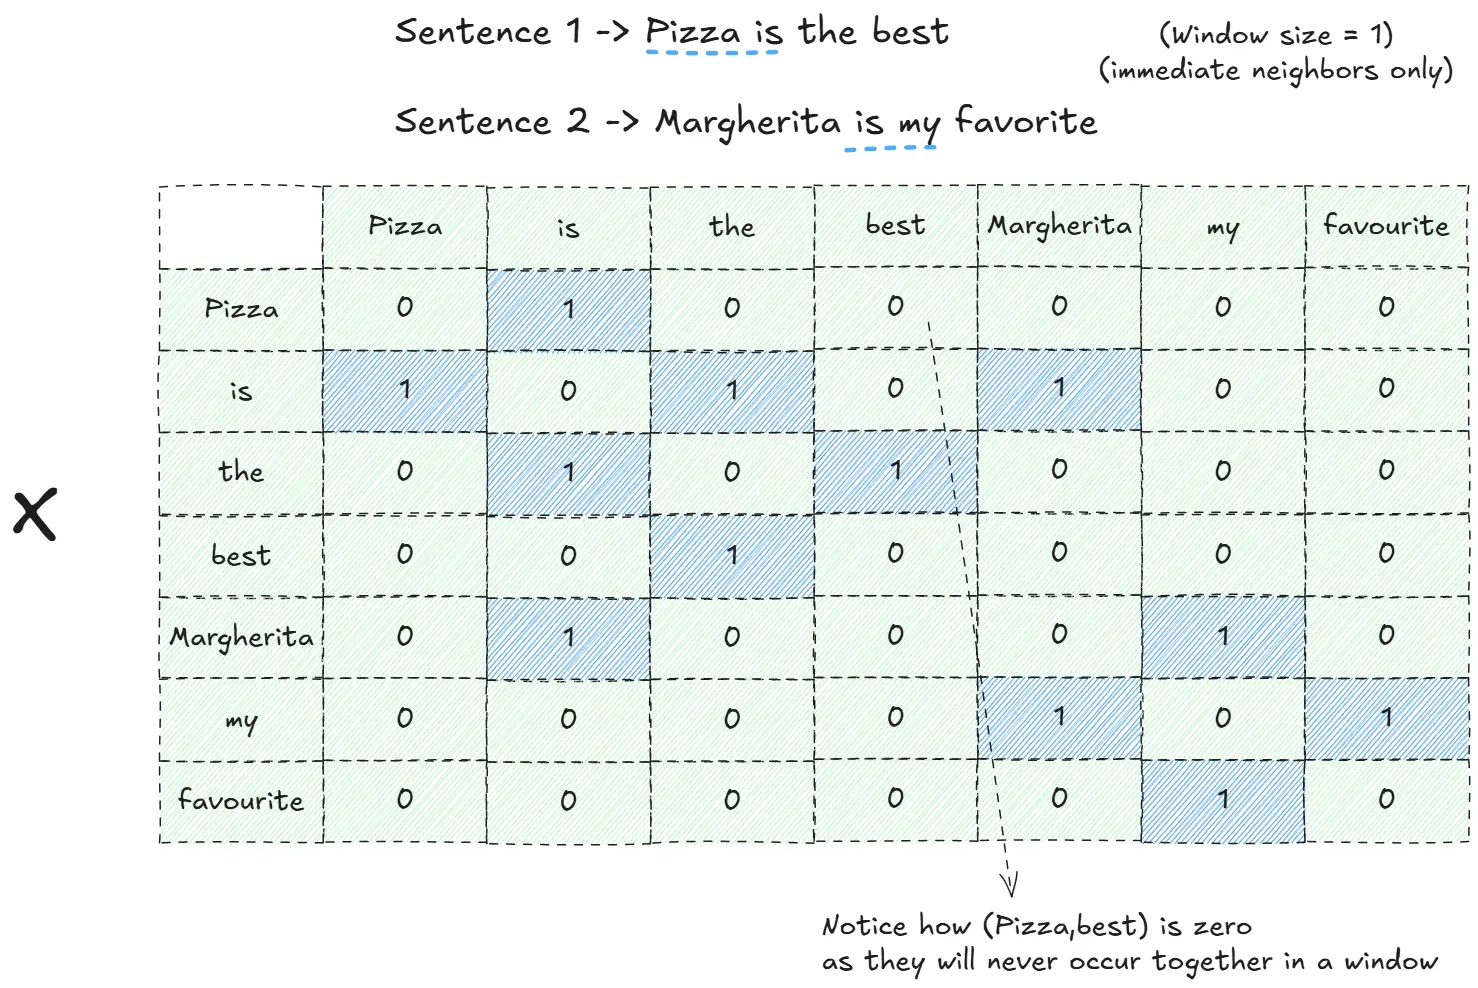 Sentence 1 -> Pizza is the best
(Window size = 1)
(immediate neighbors only)
Sentence 2 -> Margherita is my favorite
Pizza is the best Margherita my favourite
Pizza 0 1 0 0 0 0 0
is 1 0 1 0 1 0 0
the 0 1 0 1 0 0 0
best 0 0 1 0 0 0 0
Margherita 0 1 0 0 0 1 0
my 0 0 0 0 1 0 1
favourite 0 0 0 0 0 1 0
X
Notice how (Pizza,best) is zero
as they will never occur together in a window